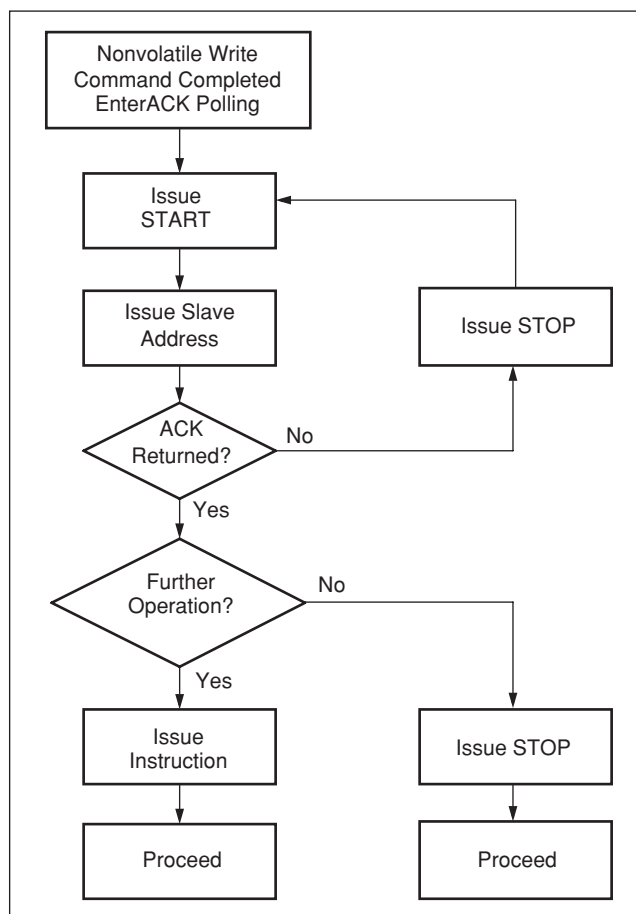 Nonvolatile Write
Command Completed
EnterACK Polling
Issue
START
Issue Slave
Address
Issue STOP
ACK
Returned?
No
Yes
Further
Operation?
No
Yes
Issue
Instruction
Issue STOP
Proceed
Proceed